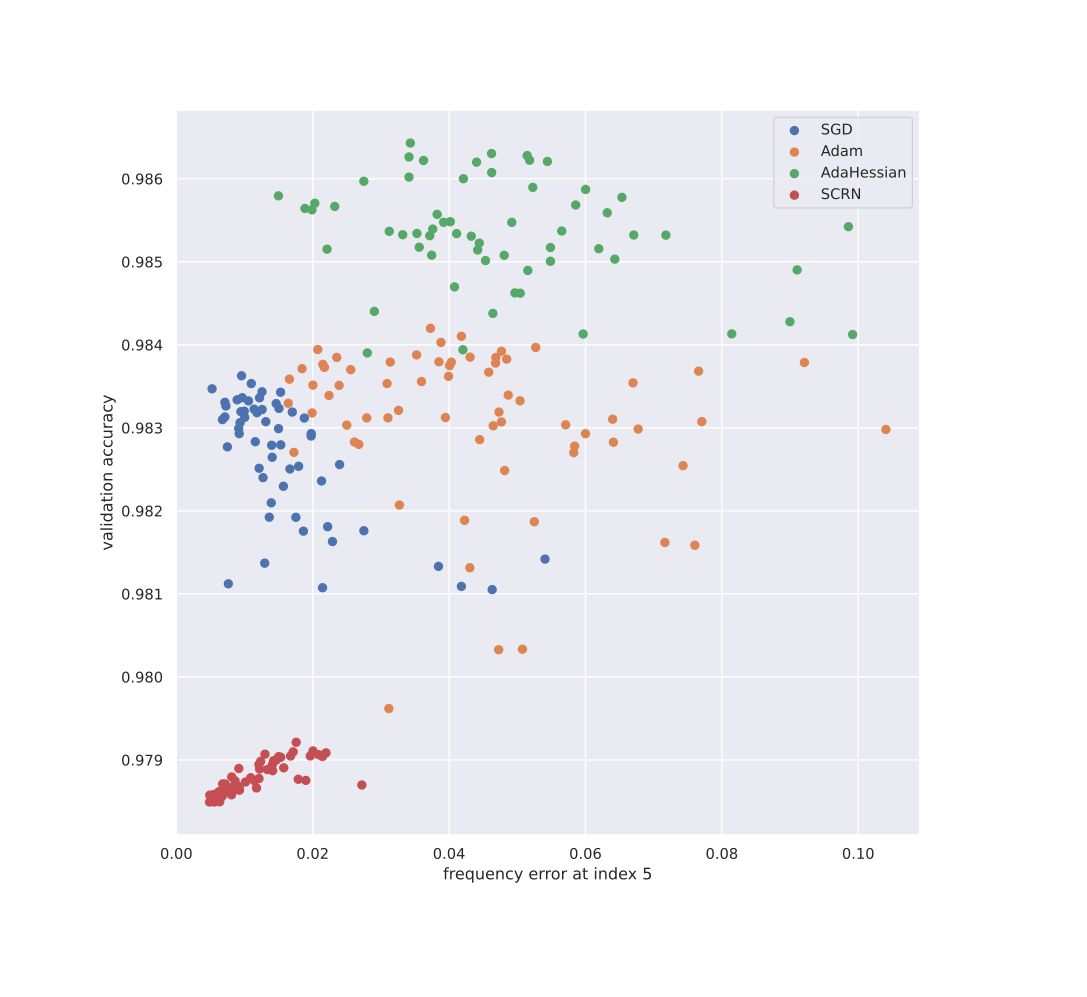 SGD
Adam
AdaHessian
SCRN
0.986
0.985
0.984
0.983
0.982
0.981
0.980
0.979
validation accuracy
0.00 0.02 0.04 0.06 0.08 0.10
frequency error at index 5